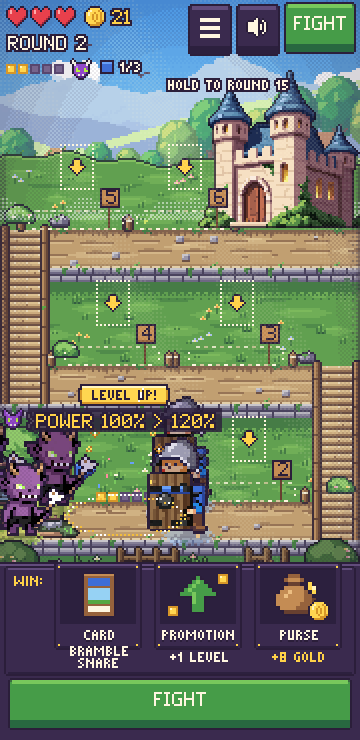 21
FIGHT
ROUND 2
1/3
HOLD TO ROUND 15
5
6
4
3
LEVEL UP!
POWER 100% > 120%
2
WIN:
CARD
BRAMBLE
SNARE
PROMOTION
+1 LEVEL
PURSE
+8 GOLD
FIGHT